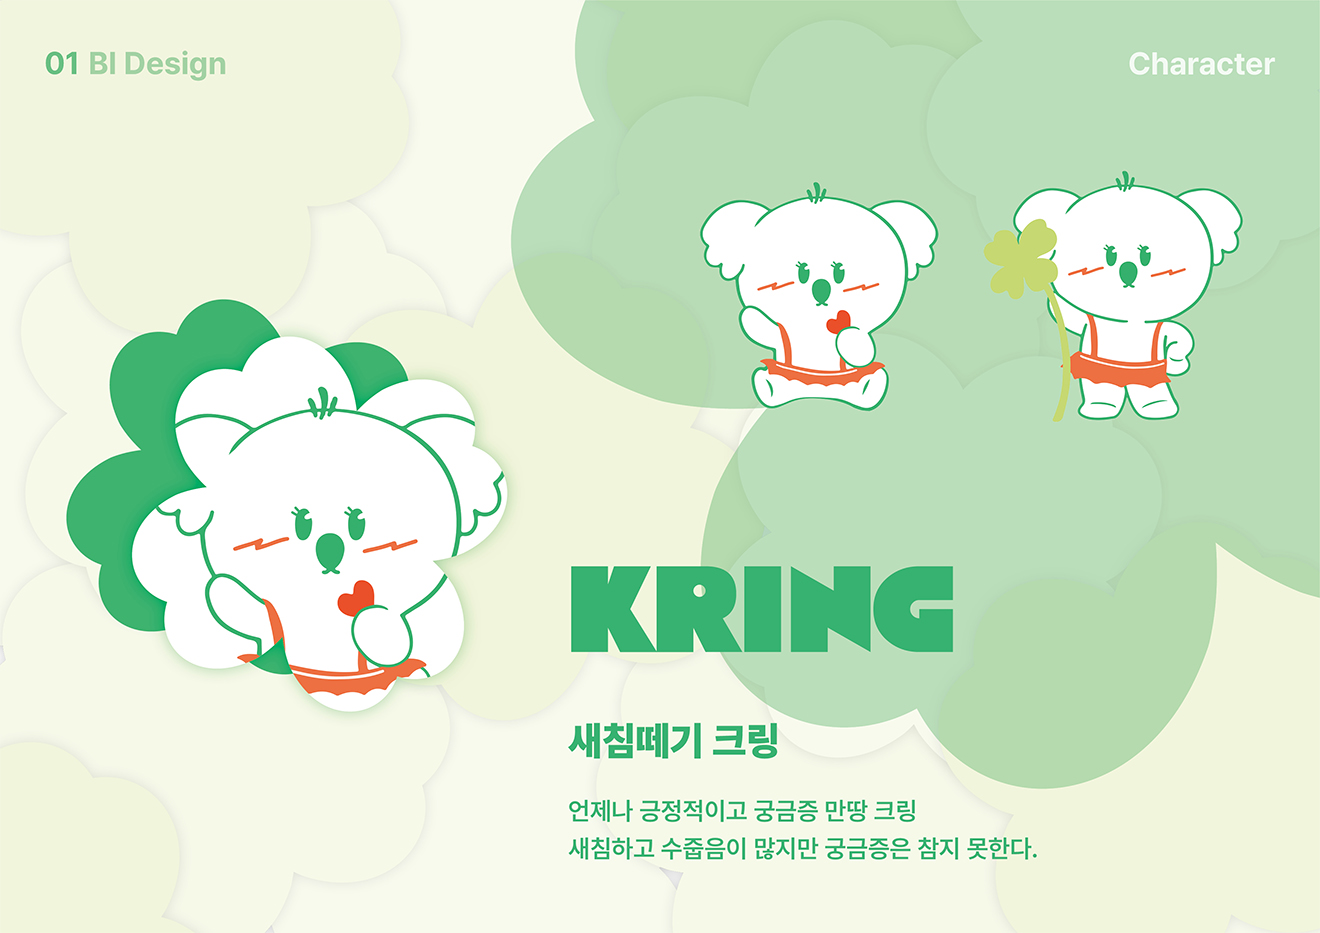 01 BI Design
Character
KRING
새침떼기 크링
언제나 긍정적이고 궁금증 만땅 크링
새침하고 수줍음이 많지만 궁금증은 참지 못한다.